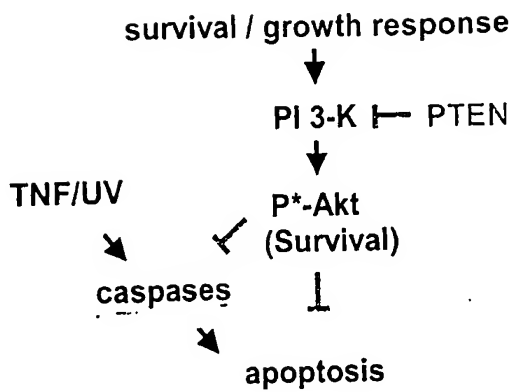 survival / growth response
PI 3-K PTEN
TNF/UV
P*-Akt
(Survival)
caspases
apoptosis